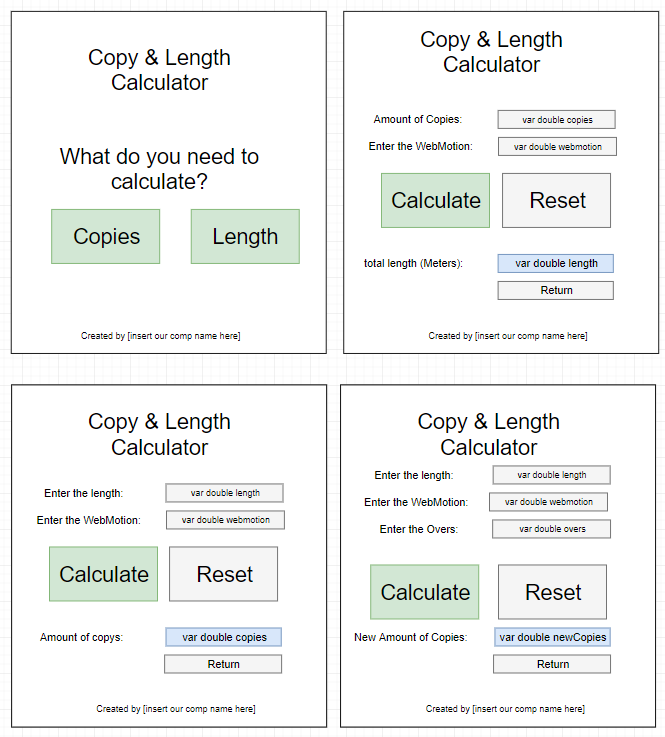 Copy & Length
Calculator
What do you need to
calculate?
Copies
Length
Created by [insert our comp name here]
Copy & Length
Calculator
Amount of Copies:
var double copies
Enter the WebMotion:
var double webmotion
Calculate
Reset
total length (Meters):
var double length
Return
Created by [insert our comp name here]
Copy & Length
Calculator
Enter the length:
var double length
Enter the WebMotion:
var double webmotion
Calculate
Reset
Amount of copys:
var double copies
Return
Created by [insert our comp name here]
Copy & Length
Calculator
Enter the length:
var double length
Enter the WebMotion:
var double webmotion
Enter the Overs:
var double overs
Calculate
Reset
New Amount of Copies:
var double newCopies
Return
Created by [insert our comp name here]